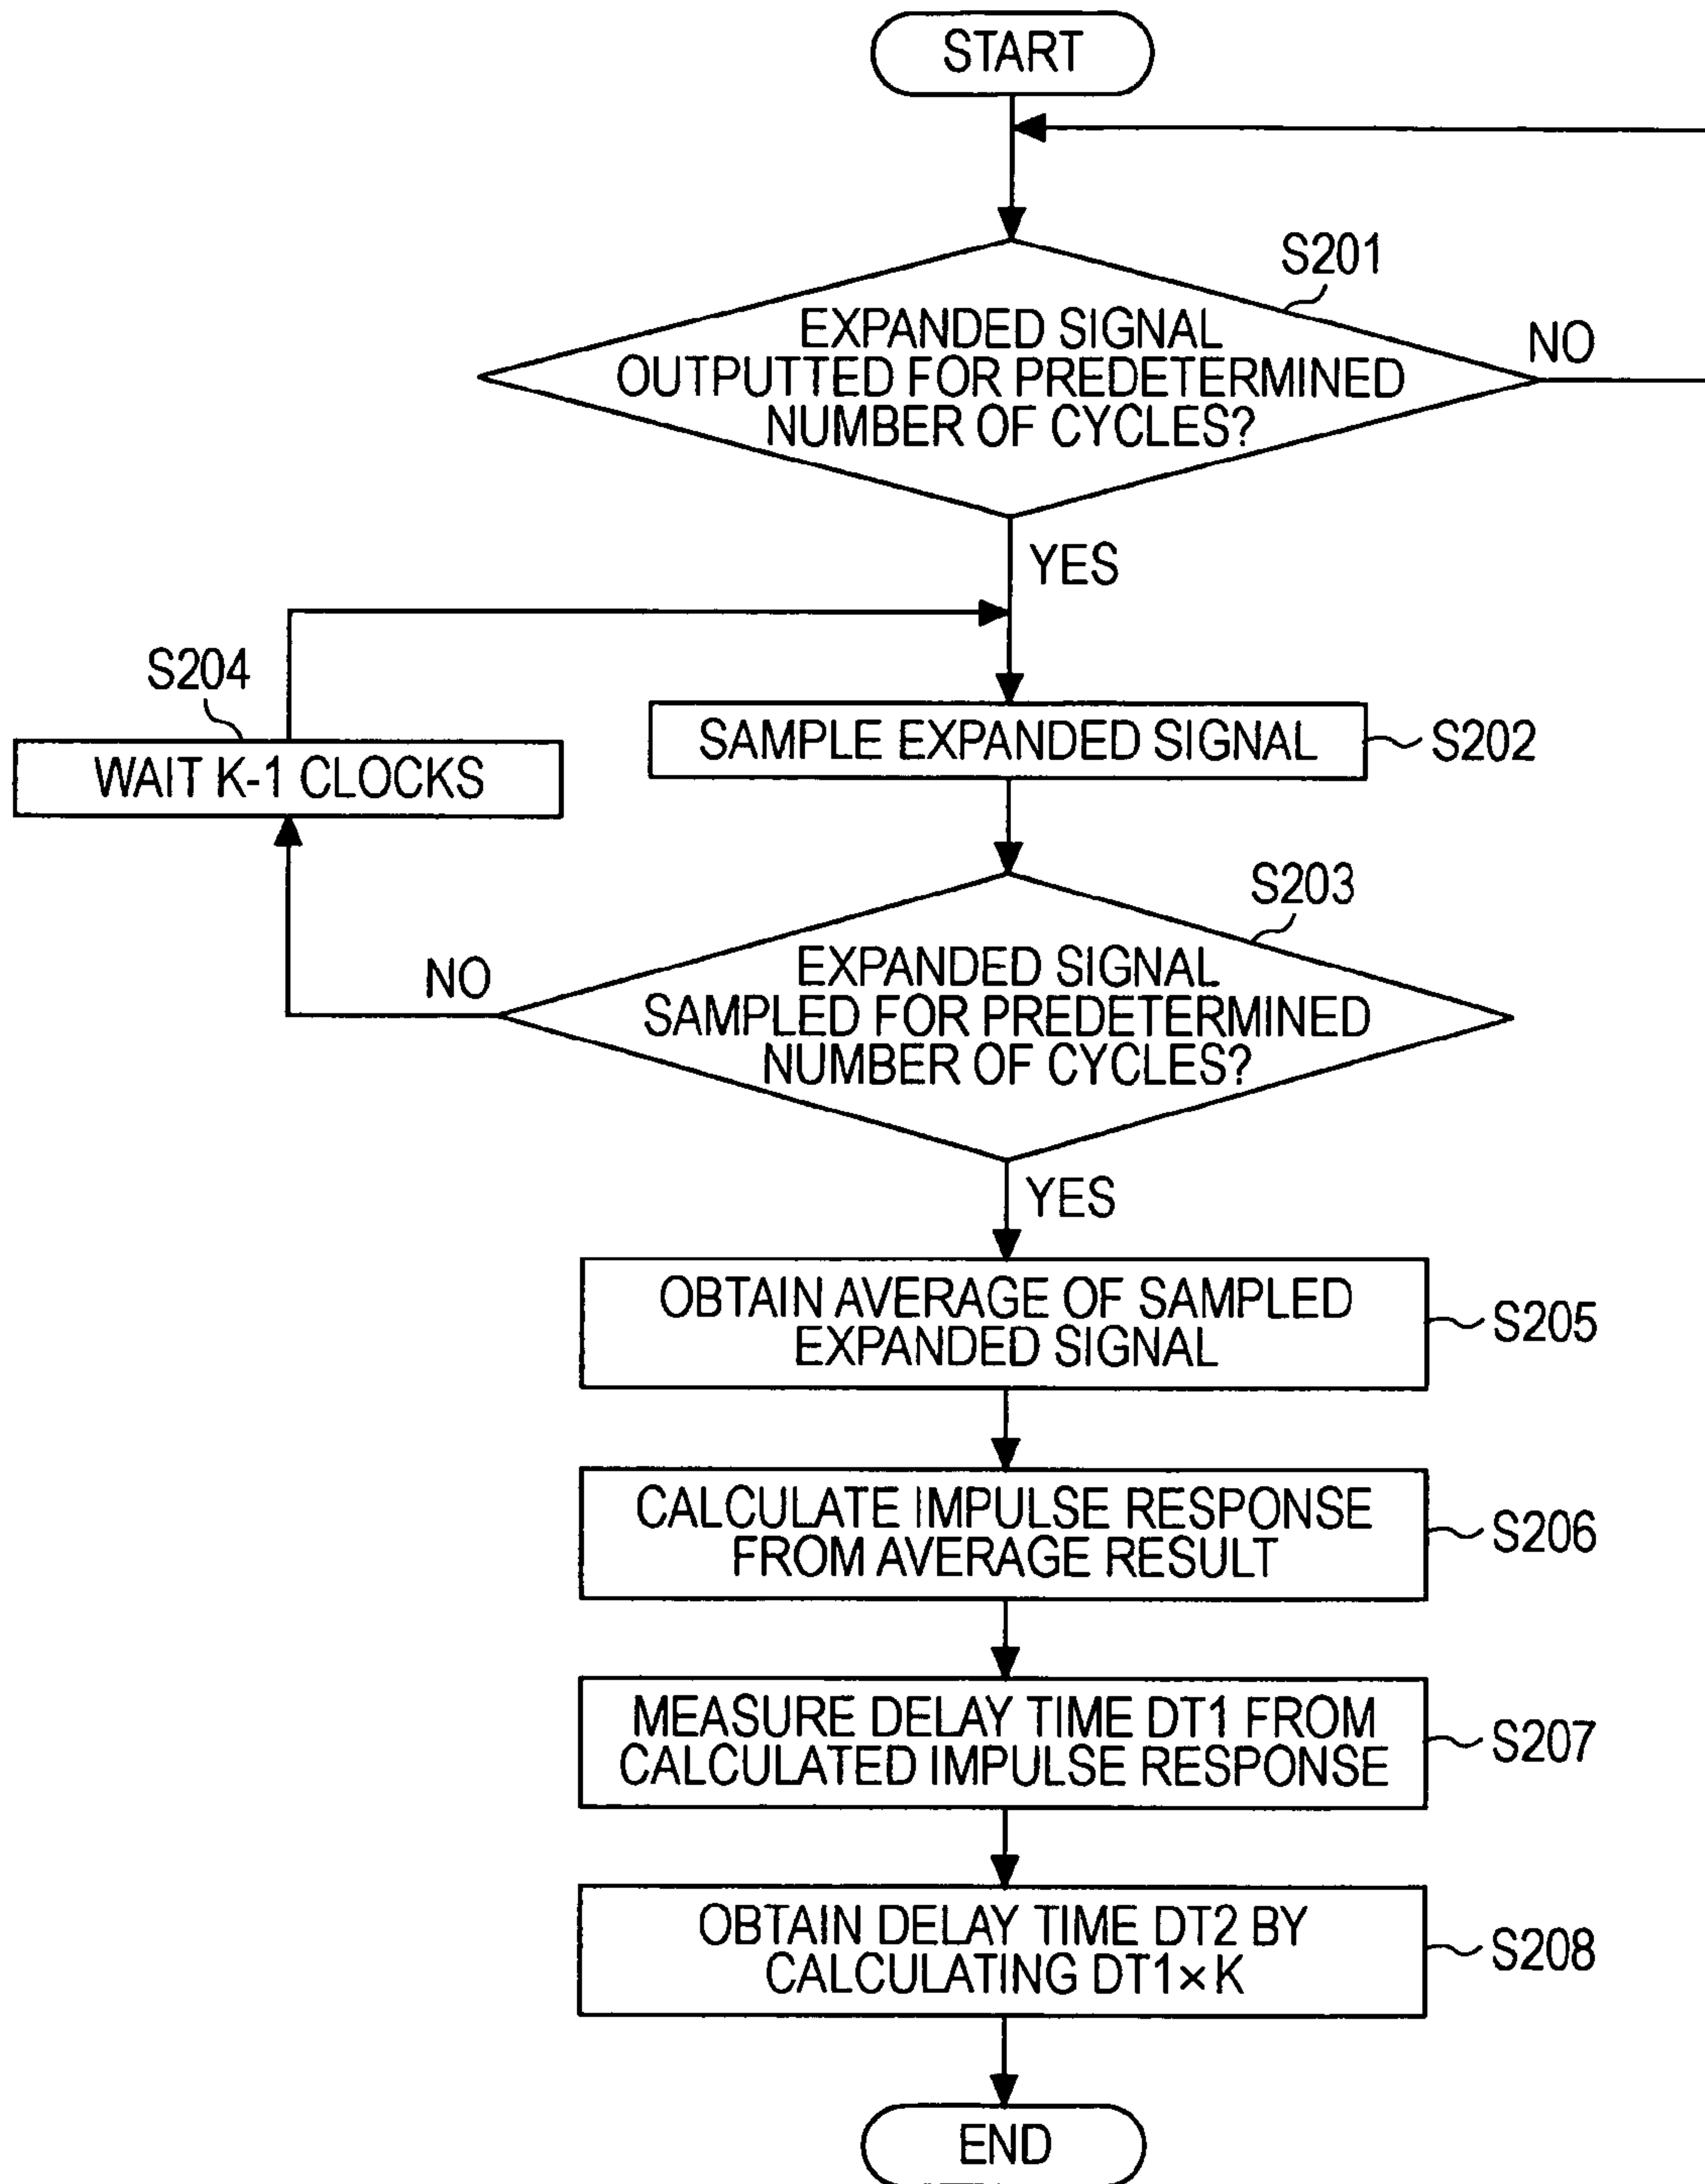 START
S201
EXPANDED SIGNAL
OUTPUTTED FOR PREDETERMINED
NUMBER OF CYCLES?
NO
YES
S204
WAIT K-1 CLOCKS
SAMPLE EXPANDED SIGNAL
S202
S203
EXPANDED SIGNAL
SAMPLED FOR PREDETERMINED
NUMBER OF CYCLES?
NO
YES
OBTAIN AVERAGE OF SAMPLED
EXPANDED SIGNAL
S205
CALCULATE IMPULSE RESPONSE
FROM AVERAGE RESULT
S206
MEASURE DELAY TIME DT1 FROM
CALCULATED IMPULSE RESPONSE
S207
OBTAIN DELAY TIME DT2 BY
CALCULATING DT1×K
S208
END